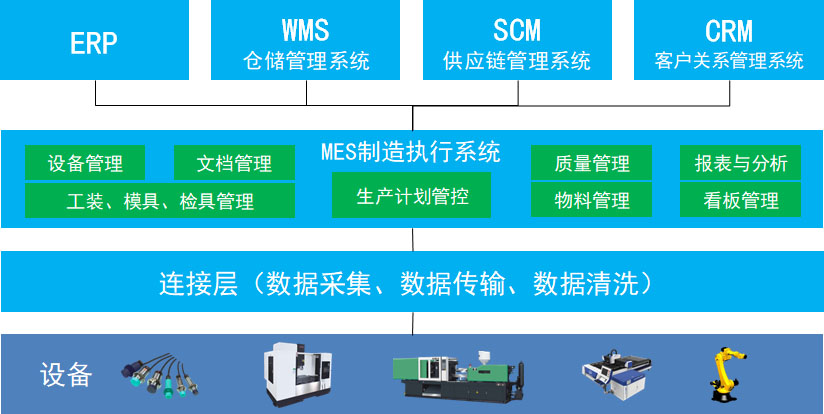 ERP
WMS
仓储管理系统
SCM
供应链管理系统
CRM
客户关系管理系统
MES制造执行系统
设备管理
文档管理
工装、模具、检具管理
生产计划管控
质量管理
报表与分析
物料管理
看板管理
连接层（数据采集、数据传输、数据清洗）
设备